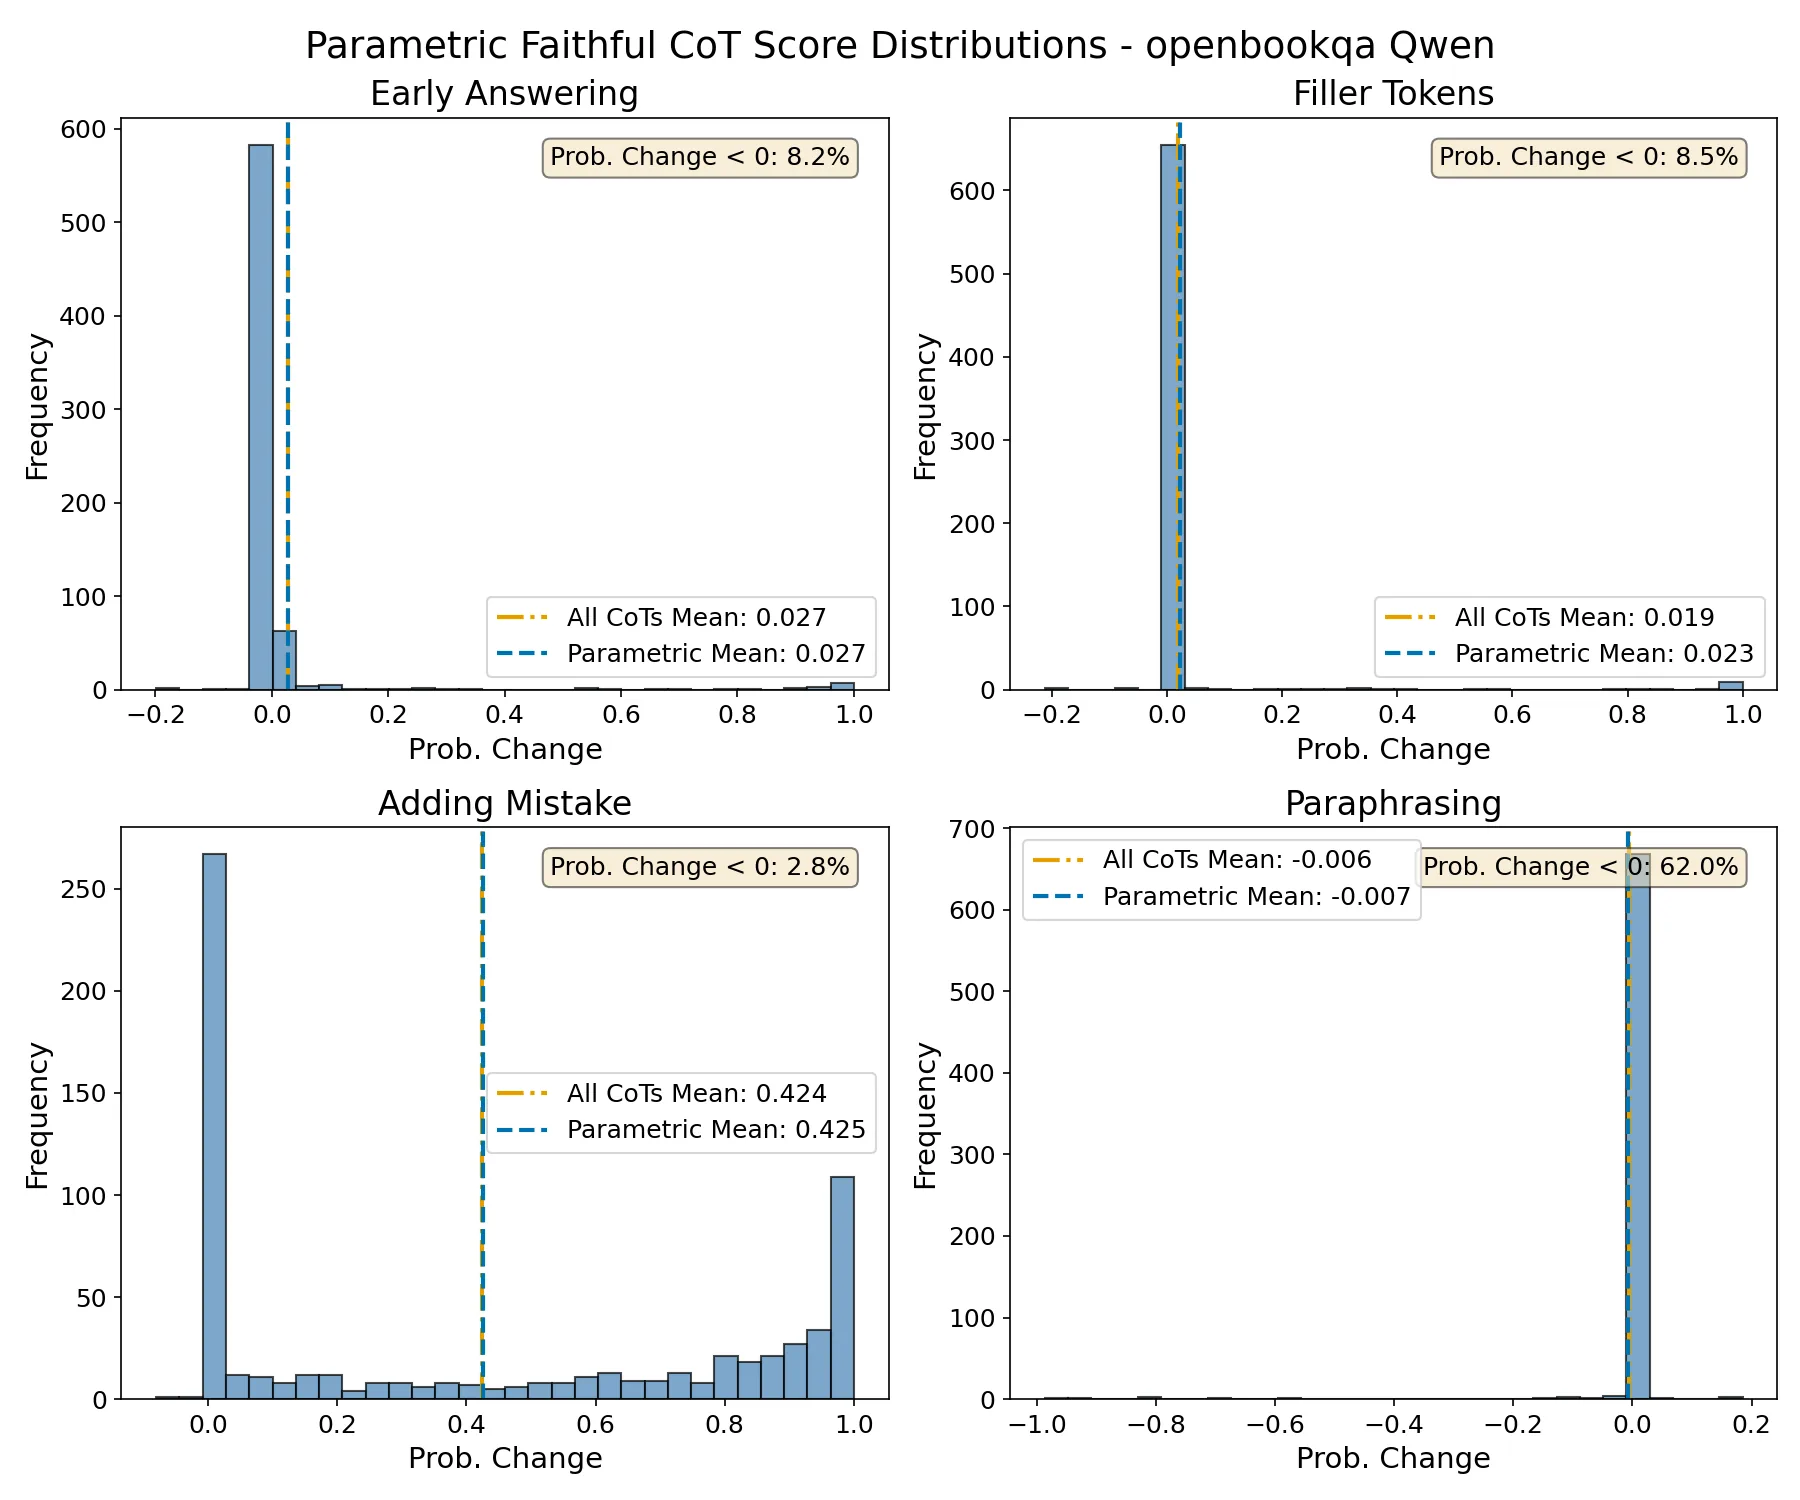 Parametric Faithful CoT Score Distributions - openbookqa Qwen
Early Answering
Prob. Change < 0: 8.2%
All CoTs Mean: 0.027
Parametric Mean: 0.027
Frequency
600
500
400
300
200
100
0
−0.2 0.0 0.2 0.4 0.6 0.8 1.0
Prob. Change
Filler Tokens
Prob. Change < 0: 8.5%
All CoTs Mean: 0.019
Parametric Mean: 0.023
Frequency
600
500
400
300
200
100
0
−0.2 0.0 0.2 0.4 0.6 0.8 1.0
Prob. Change
Adding Mistake
Prob. Change < 0: 2.8%
All CoTs Mean: 0.424
Parametric Mean: 0.425
Frequency
250
200
150
100
50
0
0.0 0.2 0.4 0.6 0.8 1.0
Prob. Change
Paraphrasing
All CoTs Mean: -0.006
Parametric Mean: -0.007
Prob. Change < 0: 62.0%
Frequency
700
600
500
400
300
200
100
0
−1.0 −0.8 −0.6 −0.4 −0.2 0.0 0.2
Prob. Change